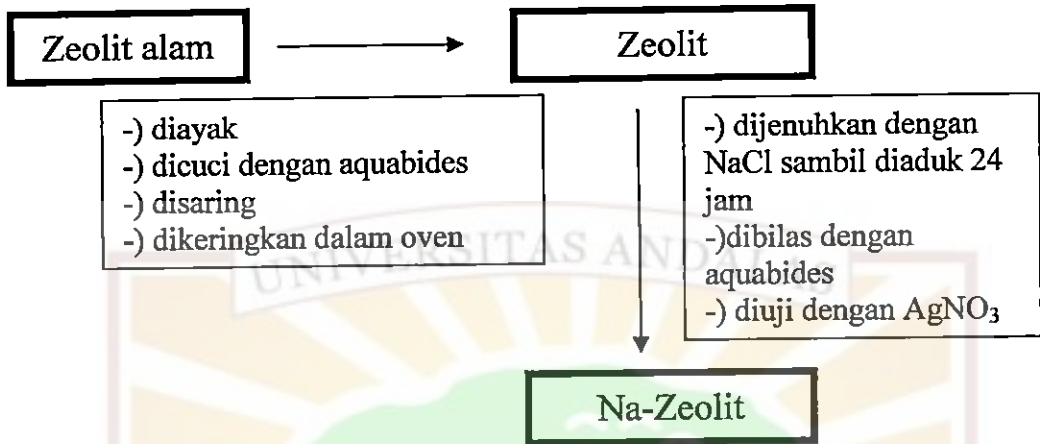 Zeolit alam
Zeolit
-) diayak
-) dicuci dengan aquabides
-) disaring
-) dikeringkan dalam oven
-) dijenuhkan dengan
NaCl sambil diaduk 24
jam
-)dibilas dengan
aquabides
-) diuji dengan AgNO₃
UNIVERSITAS ANDALAS
Na-Zeolit